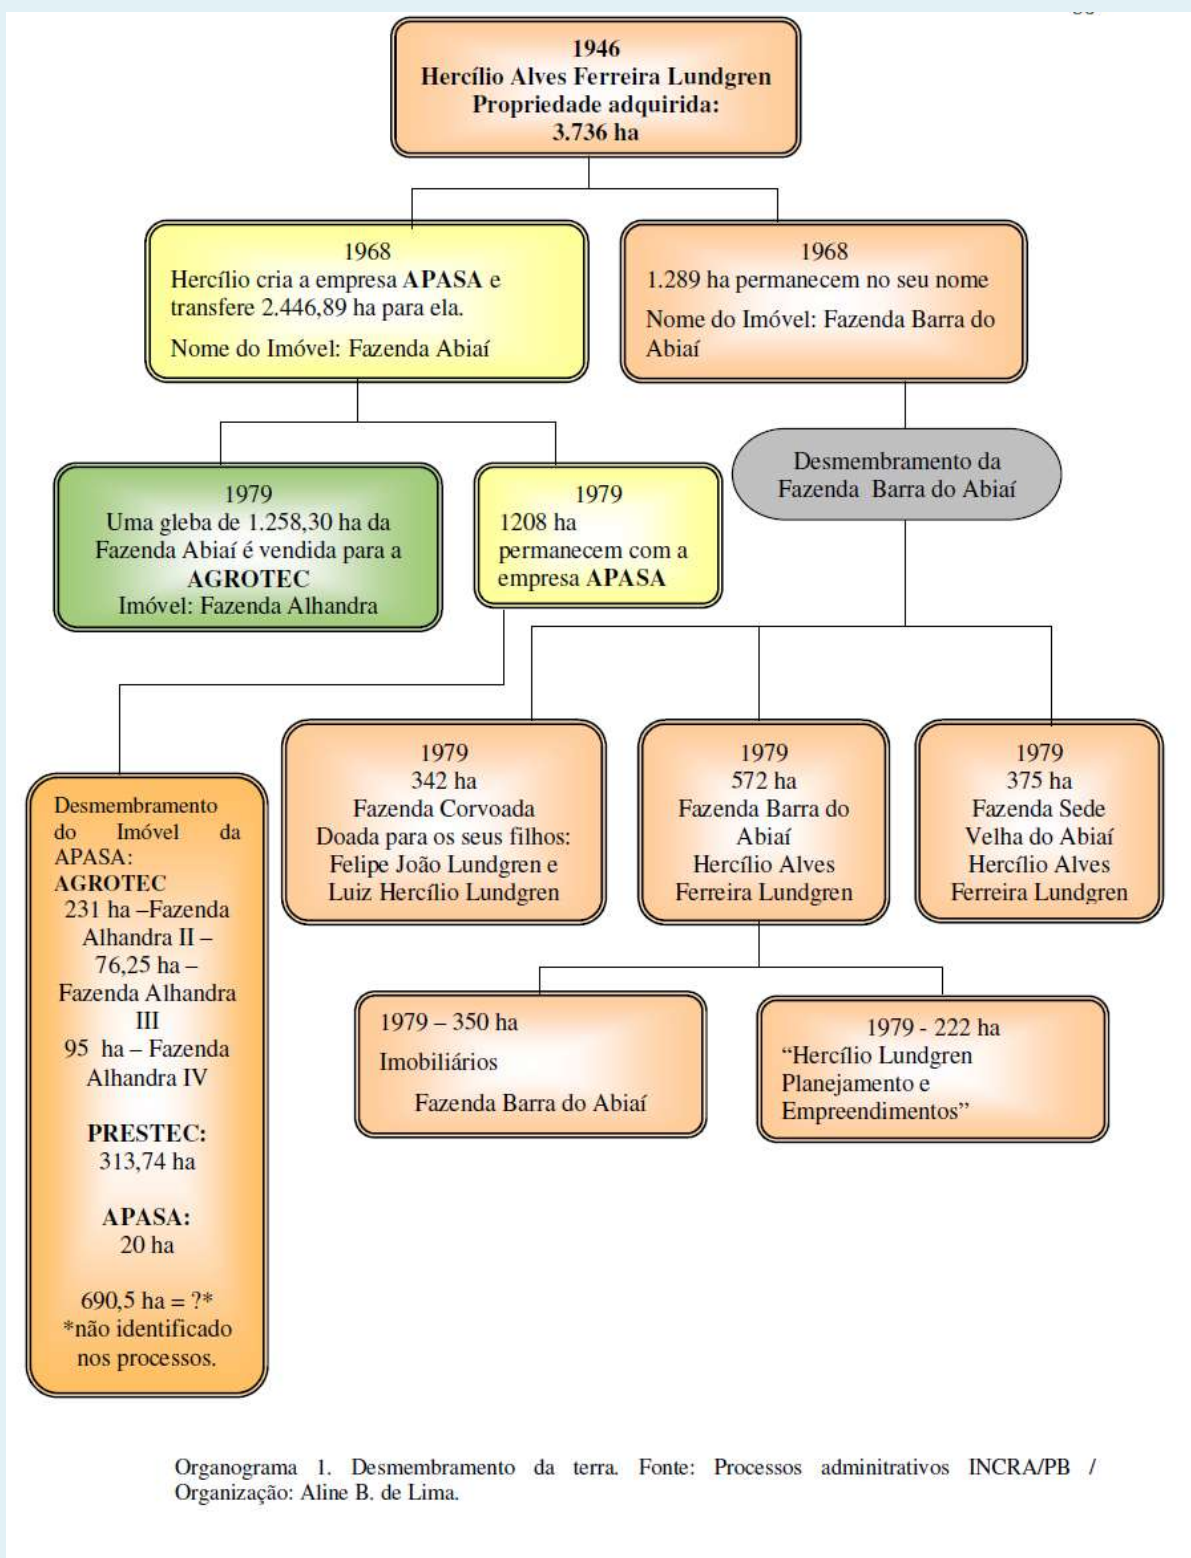 1946
Hercílio Alves Ferreira Lundgren
Propriedade adquirida:
3.736 ha
1968
Hercílio cria a empresa APASA e
transfere 2.446,89 ha para ela.
Nome do Imóvel: Fazenda Abiaí
1968
1.289 ha permanecem no seu nome
Nome do Imóvel: Fazenda Barra do
Abiaí
Desmembramento da
Fazenda Barra do Abiaí
1979
Uma gleba de 1.258,30 ha da
Fazenda Abiaí é vendida para a
AGROTEC
Imóvel: Fazenda Alhandra
1979
1208 ha
permanecem com a
empresa APASA
1979
342 ha
Fazenda Corvoada
Doada para os seus filhos:
Felipe João Lundgren e
Luiz Hercílio Lundgren
1979
572 ha
Fazenda Barra do
Abiaí
Hercílio Alves
Ferreira Lundgren
1979
375 ha
Fazenda Sede
Velha do Abiaí
Hercílio Alves
Ferreira Lundgren
Desmembramento
do Imóvel da
APASA:
AGROTEC
231 ha –Fazenda
Alhandra II –
76,25 ha –
Fazenda Alhandra
III
95 ha – Fazenda
Alhandra IV
PRESTEC:
313,74 ha
APASA:
20 ha
690,5 ha = ?*
*não identificado
nos processos.
1979 – 350 ha
Imobiliários
Fazenda Barra do Abiaí
1979 - 222 ha
“Hercílio Lundgren
Planejamento e
Empreendimentos”
Organograma 1. Desmembramento da terra. Fonte: Processos adminitrativos INCRA/PB /
Organização: Aline B. de Lima.